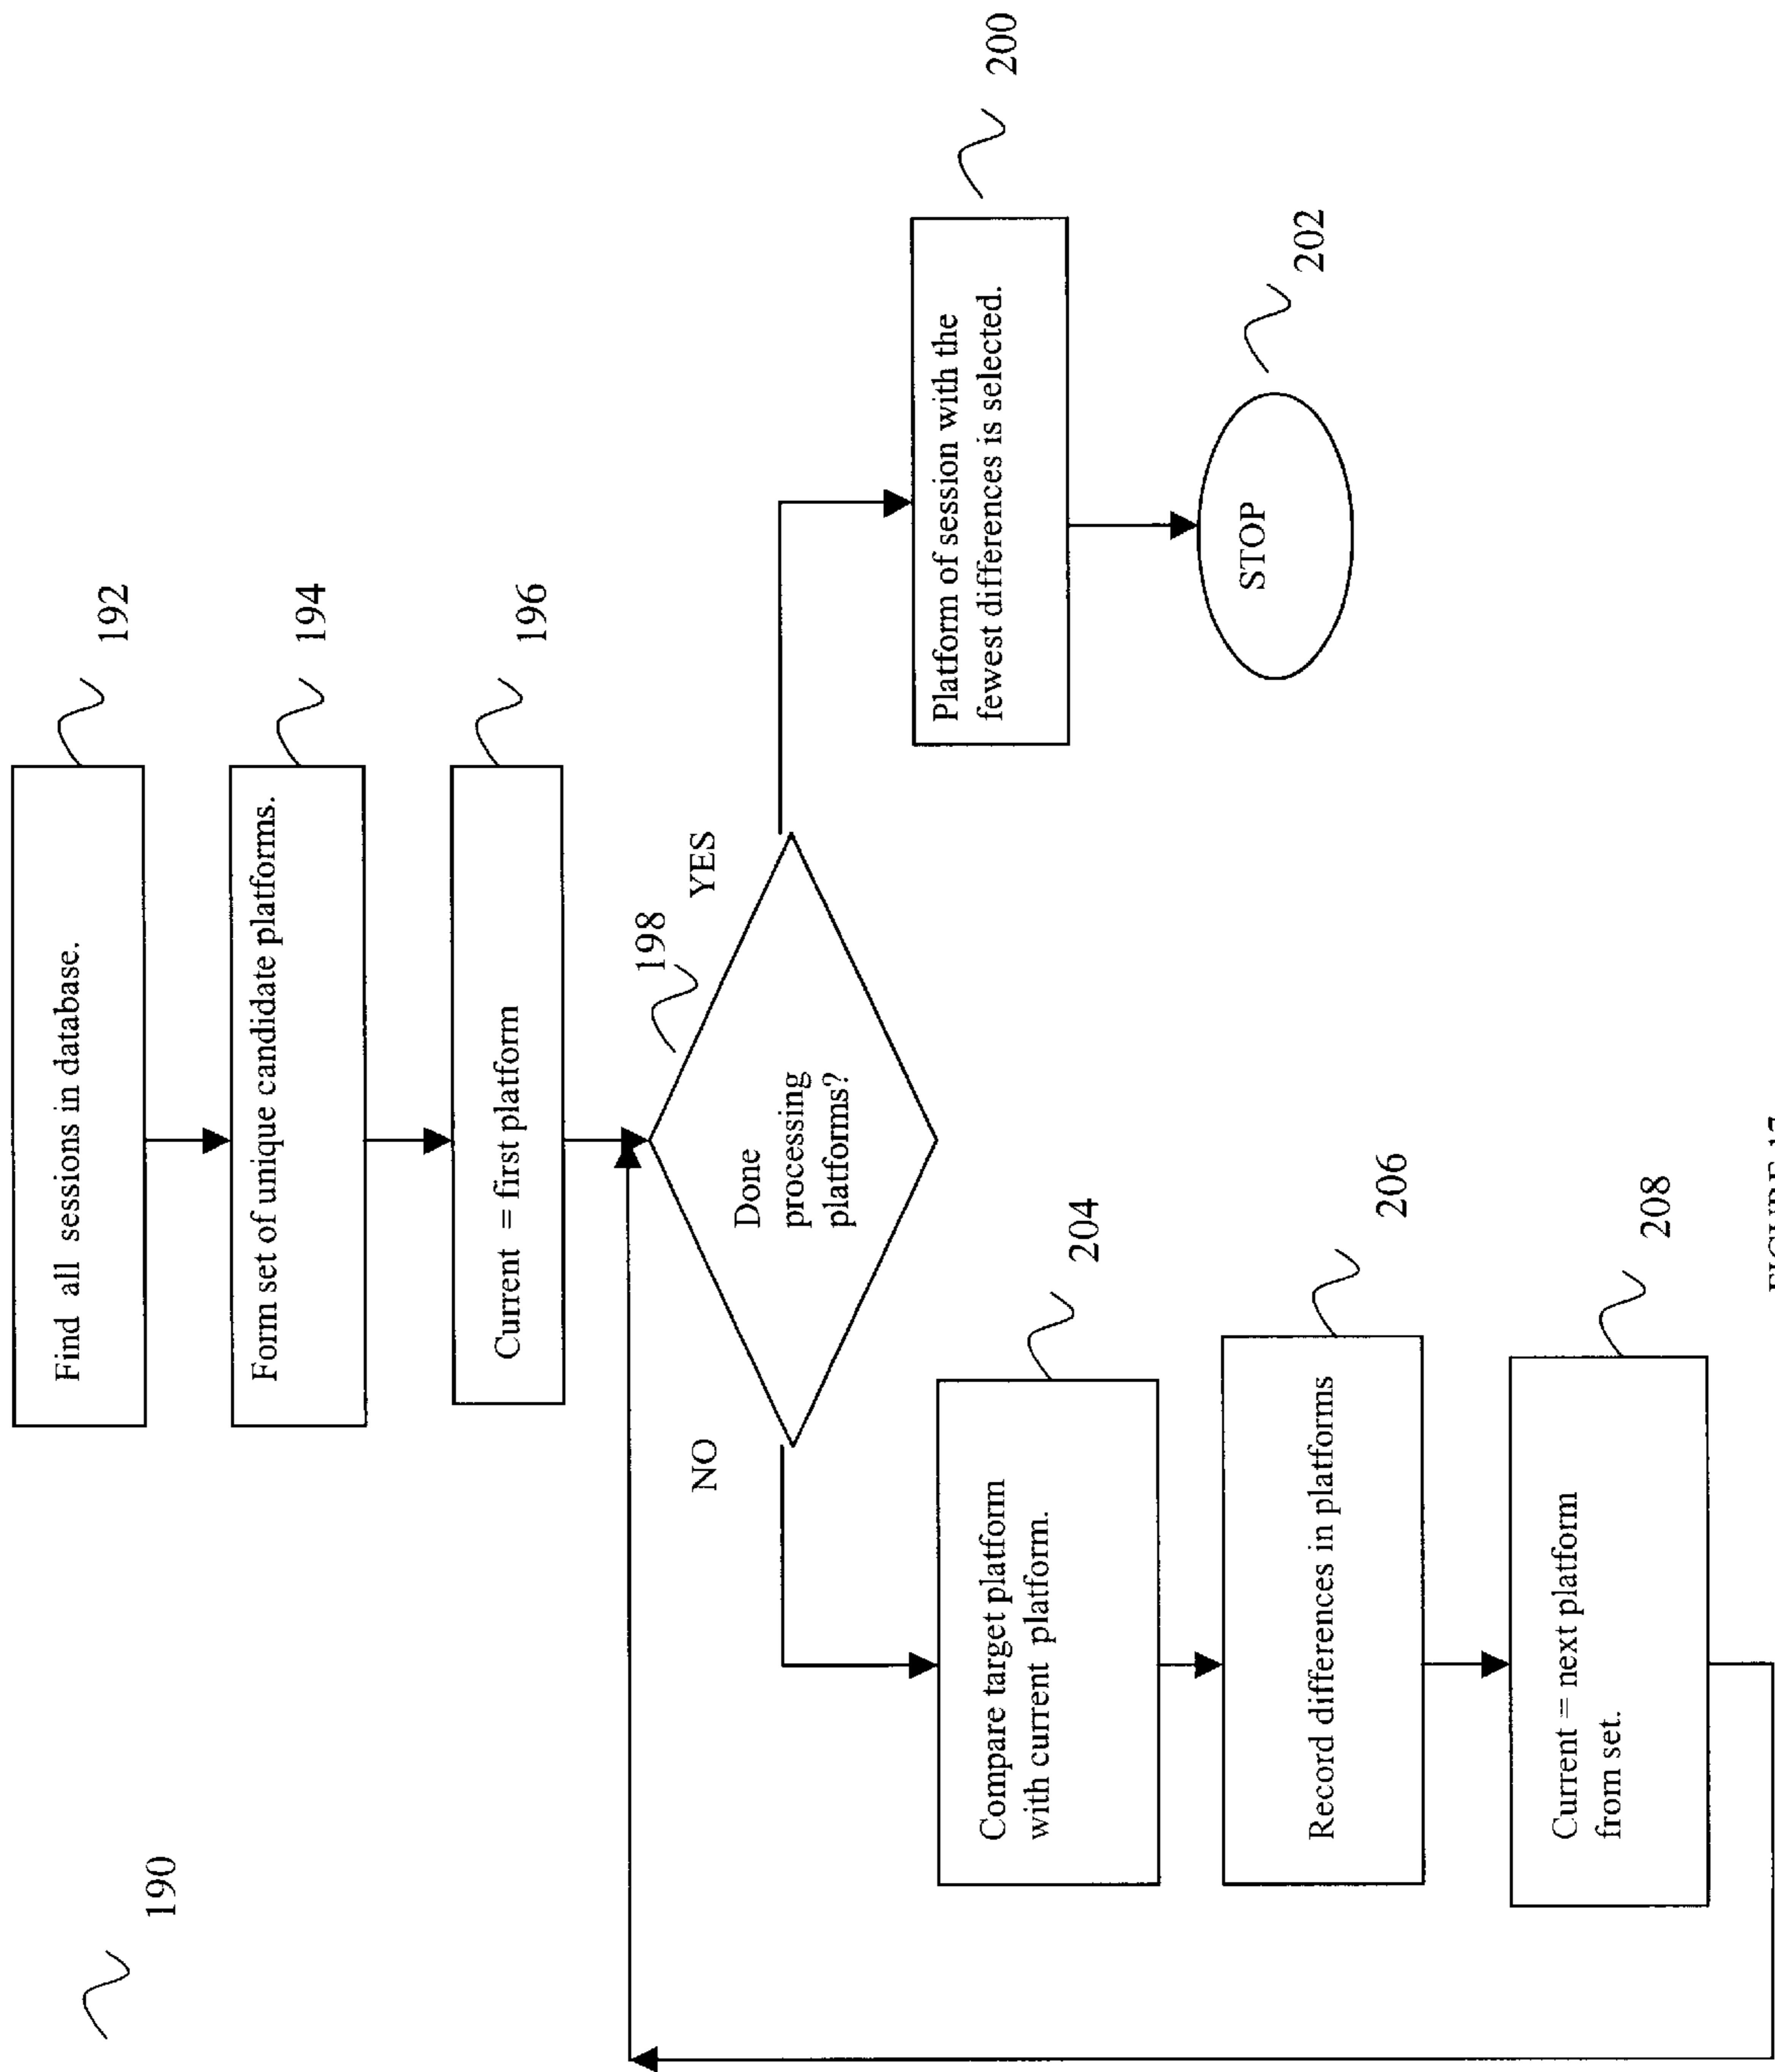 190
Find all sessions in database.
192
Form set of unique candidate platforms.
194
Current = first platform
196
198
Done
processing
platforms?
NO
YES
Compare target platform
with current platform.
204
Record differences in platforms
206
Current = next platform
from set.
208
Platform of session with the
fewest differences is selected.
200
STOP
202